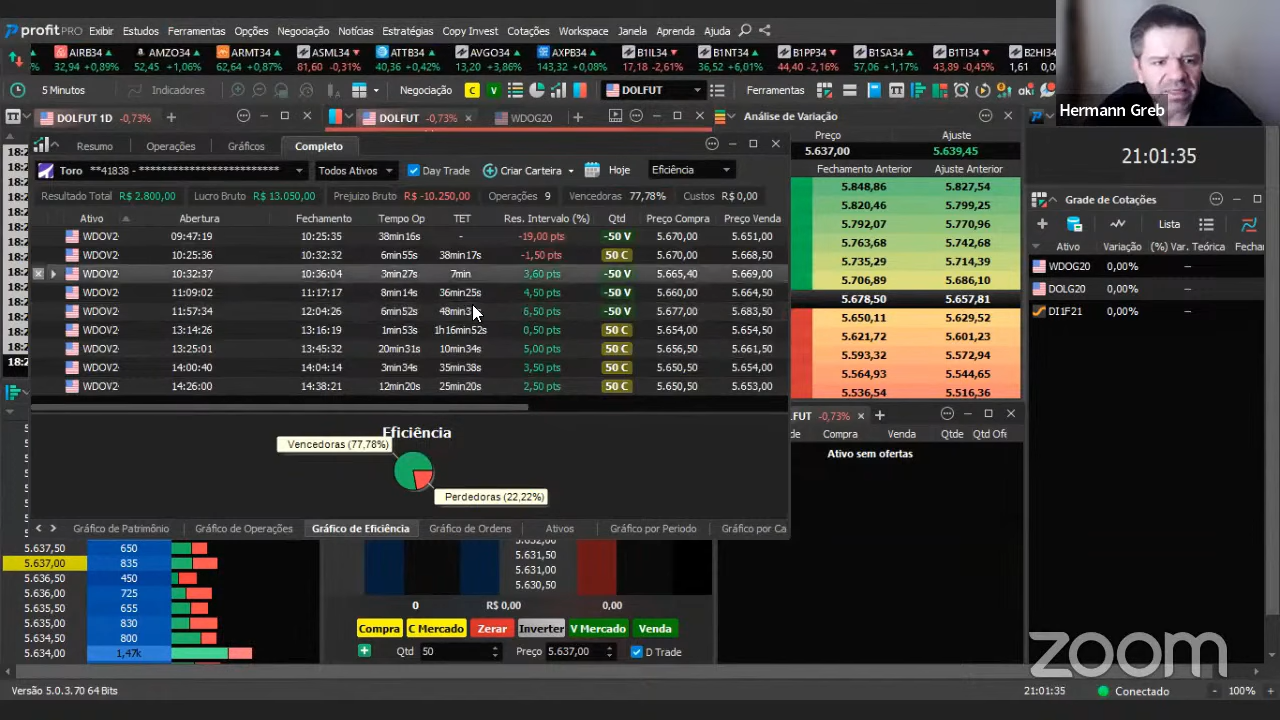 profitPRO Exibir Estudos Ferramentas Opções Negociação Notícias Estratégias Copy Invest Cotações Workspace Janela Aprenda Ajuda
AIRB34 AMZO34 ARMT34 ASML34 ATTB34 AVGO34 AXPB34 B1IL34 B1NT34 B1PP34 B1SA34 B1TI34 B2HI34
32,94 +0,89% 52,45 +1,06% 62,64 +0,87% 81,60 -0,31% 40,36 +0,42% 13,20 +3,86% 143,32 +0,08% 17,18 -2,61% 36,52 +6,01% 44,40 -2,16% 57,06 +1,17% 43,89 -0,45% 1,61
5 Minutos Indicadores Negociação C V DOLFUT Ferramentas
Hermann Greb
DOLFUT 1D -0,73% DOLFUT -0,73% WDOG20 Análise de Variação
Resumo Operações Gráficos Completo
Preço Ajuste
5.637,00 5.639,45
Fechamento Anterior Ajuste Anterior
5.848,86 5.827,54
5.820,46 5.799,25
5.792,07 5.770,96
5.763,68 5.742,68
5.735,29 5.714,39
5.706,89 5.686,10
5.678,50 5.657,81
5.650,11 5.629,52
5.621,72 5.601,23
5.593,32 5.572,94
5.564,93 5.544,65
5.536,54 5.516,36
21:01:35
Grade de Cotações
Lista
Ativo Variação (%) Var. Teórica Fechar
WDOG20 0,00% –
DOLG20 0,00% –
DI1F21 0,00% –
Toro **41838 - **************************** Todos Ativos Day Trade Criar Carteira Hoje Eficiência
Resultado Total R$ 2.800,00 Lucro Bruto R$ 13.050,00 Prejuizo Bruto R$ -10.250,00 Operações 9 Vencedoras 77,78% Custos R$ 0,00
Ativo Abertura Fechamento Tempo Op TET Res. Intervalo (%) Qtd Preço Compra Preço Venda
WDOV2 09:47:19 10:25:35 38min16s - -19,00 pts -50 V 5.670,00 5.651,00
WDOV2 10:25:36 10:32:32 6min55s 38min17s -1,50 pts 50 C 5.670,00 5.668,50
WDOV2 10:32:37 10:36:04 3min27s 7min 3,60 pts -50 V 5.665,40 5.669,00
WDOV2 11:09:02 11:17:17 8min14s 36min25s 4,50 pts -50 V 5.660,00 5.664,50
WDOV2 11:57:34 12:04:26 6min52s 6,50 pts -50 V 5.677,00 5.683,50
WDOV2 13:14:26 13:16:19 1min53s 1h16min52s 0,50 pts 50 C 5.654,00 5.654,50
WDOV2 13:25:01 13:45:32 20min31s 10min34s 5,00 pts 50 C 5.656,50 5.661,50
WDOV2 14:00:40 14:04:14 3min34s 35min38s 3,50 pts 50 C 5.650,50 5.654,00
WDOV2 14:26:00 14:38:21 12min20s 25min20s 2,50 pts 50 C 5.650,50 5.653,00
Eficiência
Vencedoras (77,78%)
Perdedoras (22,22%)
Gráfico de Patrimônio Gráfico de Operações Gráfico de Eficiência Gráfico de Ordens Ativos Gráfico por Periodo Gráfico por Ca
LFUT -0,73%
de Compra Venda Qtde Qtd Ofe
Ativo sem ofertas
5.637,50 650
5.637,00 835
5.636,50 450
5.636,00 725
5.635,50 655
5.635,00 830
5.634,50 800
5.634,00 1,47k
5.632,00
5.631,50
5.631,00
5.630,50
0 R$ 0,00 0,00
Compra C Mercado Zerar Inverter V Mercado Venda
Qtd 50 Preço 5.637,00 D Trade
zoom
Versão 5.0.3.70 64 Bits 21:01:35 Conectado - 100% +